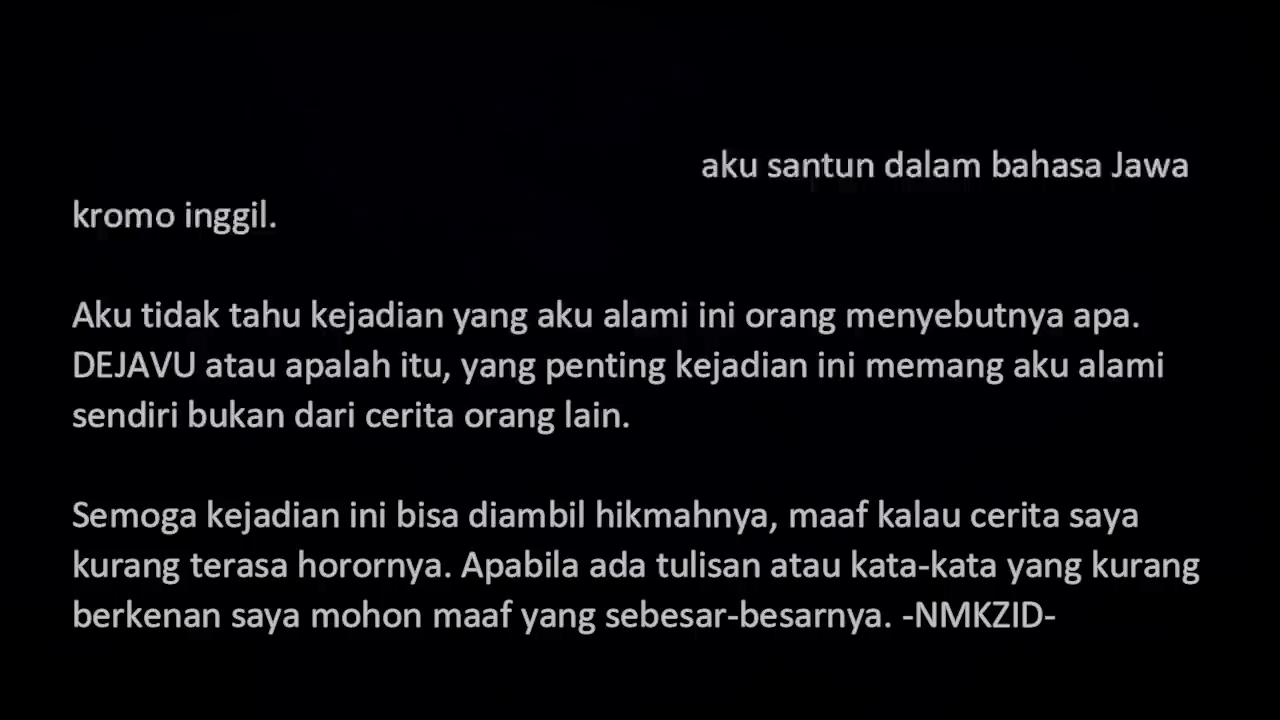 aku santun dalam bahasa Jawa
kromo inggil.
Aku tidak tahu kejadian yang aku alami ini orang menyebutnya apa.
DEJAVU atau apalah itu, yang penting kejadian ini memang aku alami
sendiri bukan dari cerita orang lain.
Semoga kejadian ini bisa diambil hikmahnya, maaf kalau cerita saya
kurang terasa horornya. Apabila ada tulisan atau kata-kata yang kurang
berkenan saya mohon maaf yang sebesar-besarnya. -NMKZID-